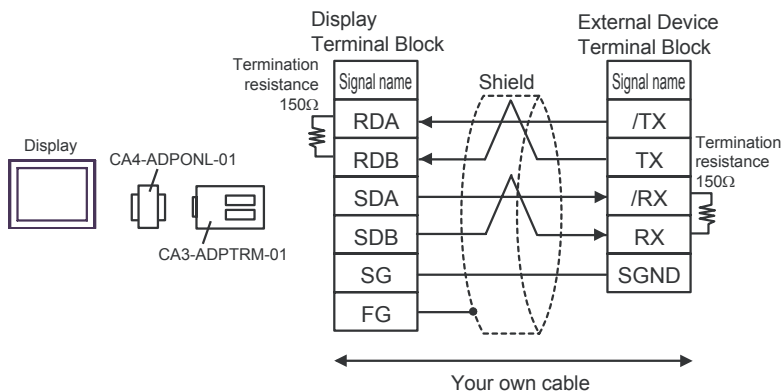 Display
Terminal Block
External Device
Terminal Block
Termination
resistance
150Ω
Signal name
Shield
Signal name
RDA
/TX
RDB
TX
Termination
resistance
150Ω
Display
CA4-ADPONL-01
SDA
/RX
SDB
RX
CA3-ADPTRM-01
SG
SGND
FG
Your own cable